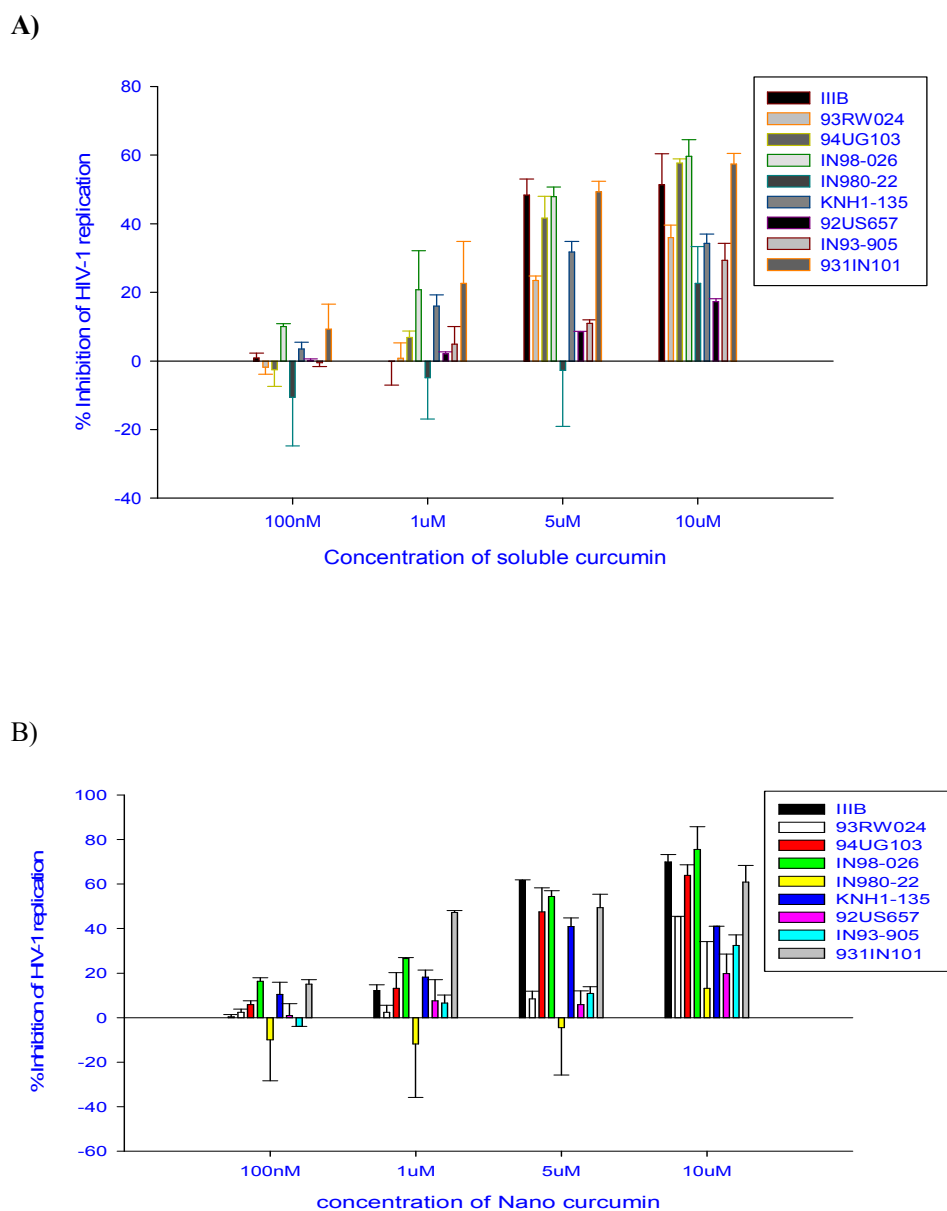 A)
% Inhibition of HIV-1 replication
80
60
40
20
0
-20
-40
100nM
1uM
5uM
10uM
Concentration of soluble curcumin
IIIB
93RW024
94UG103
IN98-026
IN980-22
KNH1-135
92US657
IN93-905
931IN101
B)
%Inhibition of HIV-1 replication
100
80
60
40
20
0
-20
-40
-60
100nM
1uM
5uM
10uM
concentration of Nano curcumin
IIIB
93RW024
94UG103
IN98-026
IN980-22
KNH1-135
92US657
IN93-905
931IN101